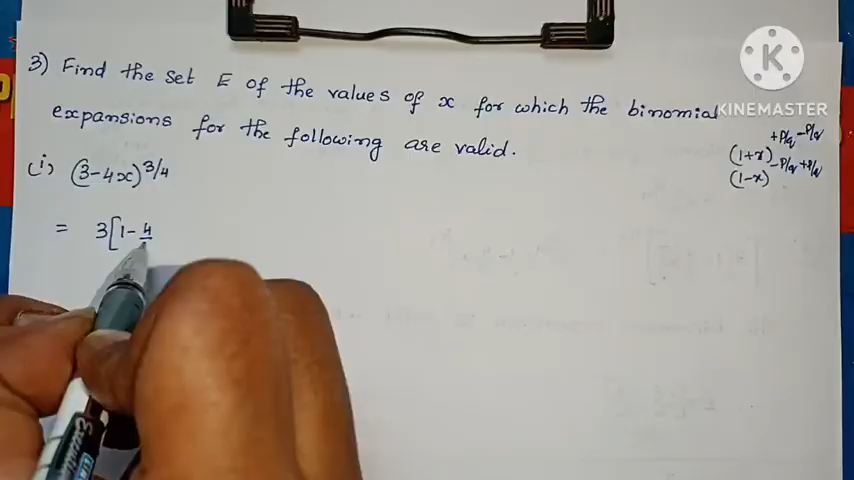 3) Find the set E of the values of x for which the binomial
expansions for the following are valid.
(i) (3-4x)^3/4
= 3[1-4
K
KINEMASTER
(1+x)^+P/q -P/q
(1-x)^-P/q +P/q